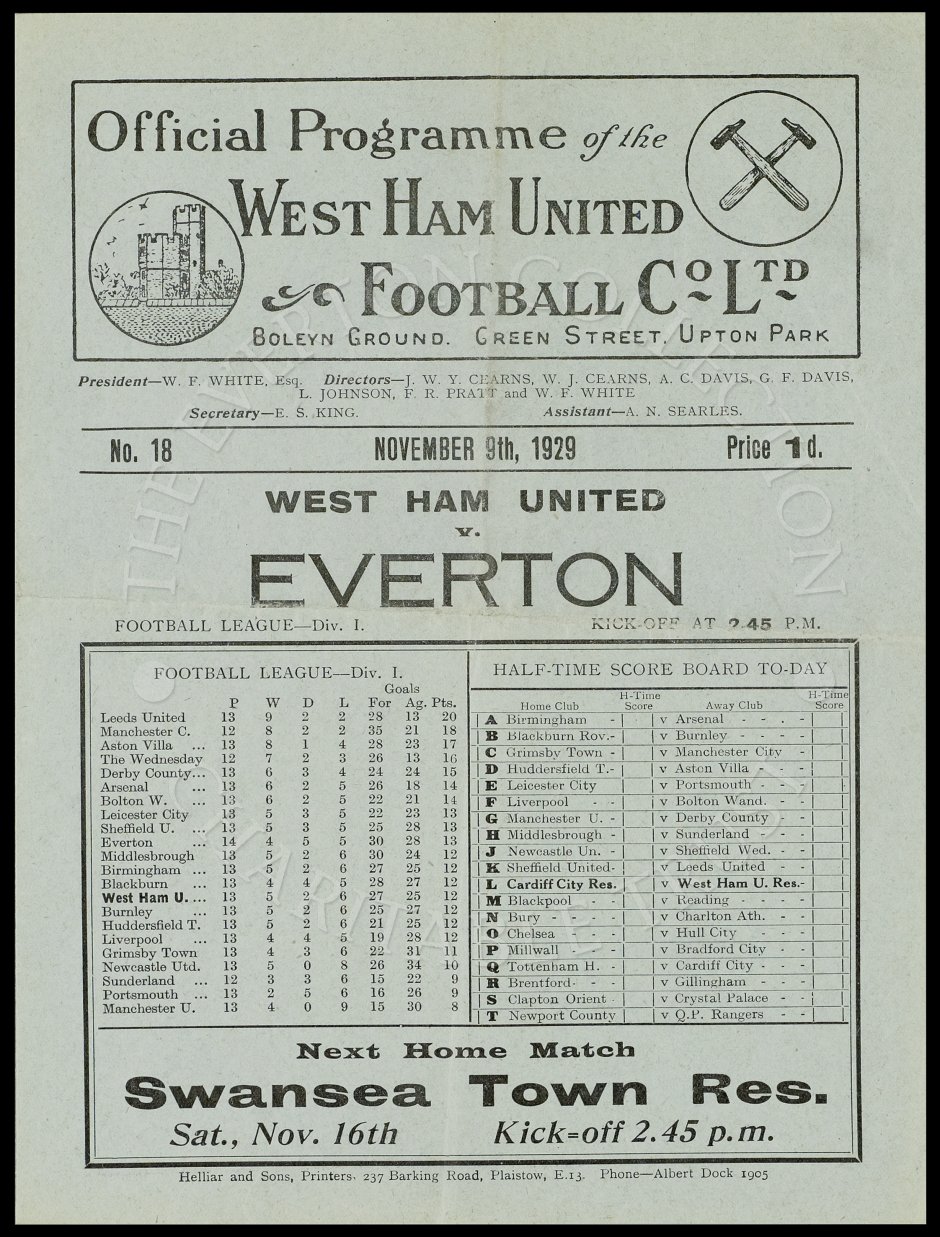 Official Programme of the
WEST HAM UNITED
FOOTBALL CO LTD
BOLEYN GROUND. GREEN STREET, UPTON PARK
President—W. F. WHITE, Esq. Directors—J. W. Y. CEARNS, W. J. CEARNS, A. C. DAVIS, G. F. DAVIS,
L. JOHNSON, F. R. PRATT and W. F. WHITE
Secretary—E. S. KING. Assistant—A. N. SEARLES.
No. 18 NOVEMBER 9th, 1929 Price 1d.
WEST HAM UNITED
v.
EVERTON
FOOTBALL LEAGUE—Div. I. KICK-OFF AT 2.45 P.M.
FOOTBALL LEAGUE—Div. I.
Goals
P W D L For Ag. Pts.
Leeds United 13 9 2 2 28 13 20
Manchester C. 12 8 2 2 35 21 18
Aston Villa ... 13 8 1 4 28 23 17
The Wednesday 12 7 2 3 26 13 16
Derby County... 13 6 3 4 24 24 15
Arsenal ... 13 6 2 5 26 18 14
Bolton W. ... 13 6 2 5 22 21 14
Leicester City 13 5 3 5 22 23 13
Sheffield U. ... 13 5 3 5 25 28 13
Everton ... 14 4 5 5 30 28 13
Middlesbrough 13 5 2 6 30 24 12
Birmingham ... 13 5 2 6 27 25 12
Blackburn ... 13 4 4 5 28 27 12
West Ham U. ... 13 5 2 6 27 25 12
Burnley ... 13 5 2 6 25 27 12
Huddersfield T. 13 5 2 6 21 25 12
Liverpool ... 13 4 4 5 19 28 12
Grimsby Town 13 4 3 6 22 31 11
Newcastle Utd. 13 5 0 8 26 34 10
Sunderland ... 12 3 3 6 15 22 9
Portsmouth ... 13 2 5 6 16 26 9
Manchester U. 13 4 0 9 15 30 8
HALF-TIME SCORE BOARD TO-DAY
Home Club H-Time Score Away Club H-Time Score
A Birmingham - v Arsenal - - . -
B Blackburn Rov.- v Burnley - - - -
C Grimsby Town - v Manchester City -
D Huddersfield T.- v Aston Villa - - -
E Leicester City v Portsmouth - - -
F Liverpool - - v Bolton Wand. - -
G Manchester U. - v Derby County - -
H Middlesbrough - v Sunderland - - -
J Newcastle Un. - v Sheffield Wed. - -
K Sheffield United- v Leeds United - -
L Cardiff City Res. v West Ham U. Res.-
M Blackpool - - v Reading - - - -
N Bury - - - v Charlton Ath. - -
O Chelsea - - v Hull City - - -
P Millwall - - v Bradford City - -
Q Tottenham H. - v Cardiff City - - -
R Brentford- - - v Gillingham - - -
S Clapton Orient - v Crystal Palace - -
T Newport County v Q.P. Rangers - - -
Next Home Match
Swansea Town Res.
Sat., Nov. 16th Kick=off 2.45 p.m.
Helliar and Sons, Printers, 237 Barking Road, Plaistow, E.13. Phone—Albert Dock 1905
THE EVERTON COLLECTION
CHARITABLE TRUST